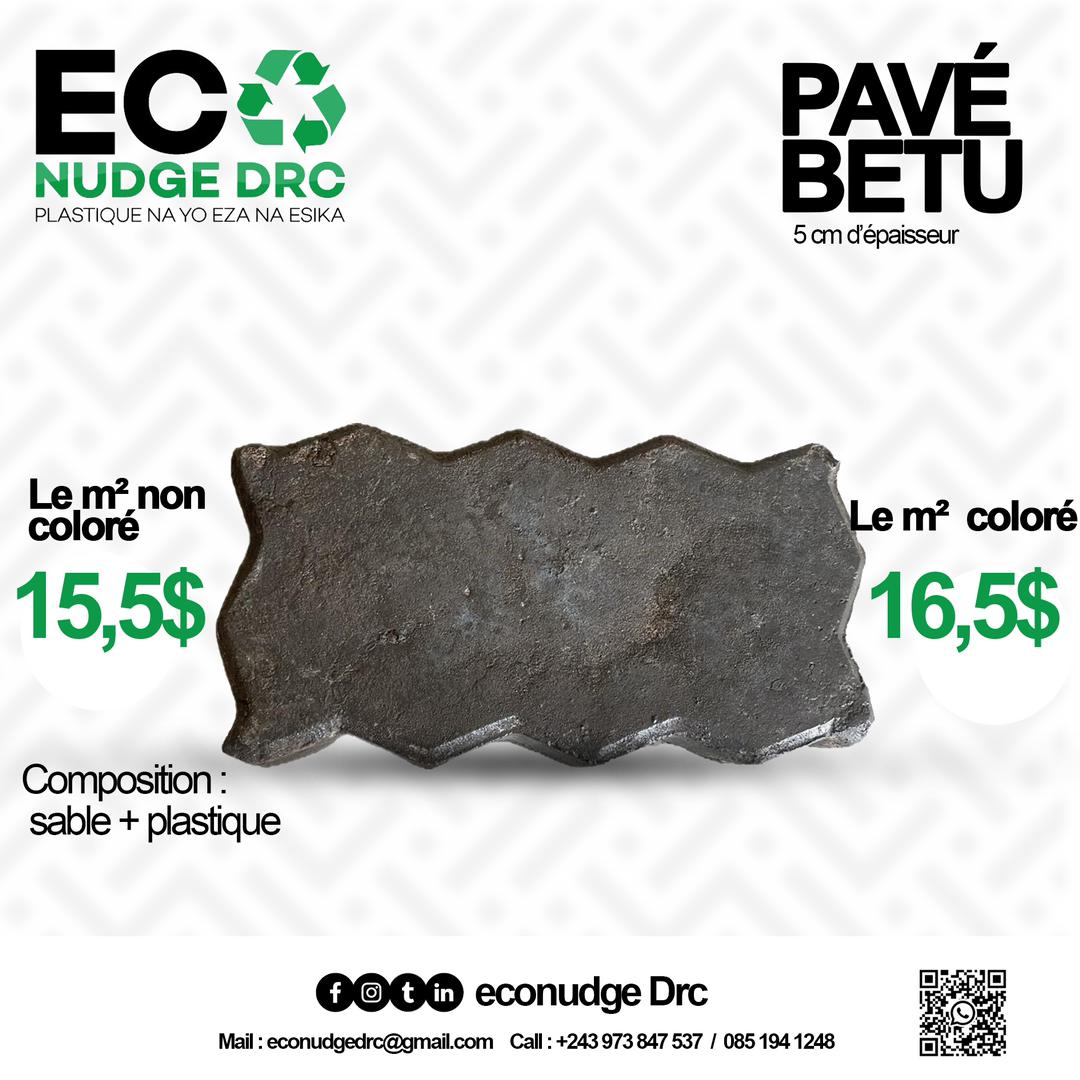 ECO
NUDGE DRC
PLASTIQUE NA YO EZA NA ESIKA
PAVÉ
BETU
5 cm d'épaisseur
Le m² non
coloré
15,5$
Le m² coloré
16,5$
Composition :
sable + plastique
econudge Drc
Mail : econudgedrc@gmail.com Call : +243 973 847 537 / 085 194 1248